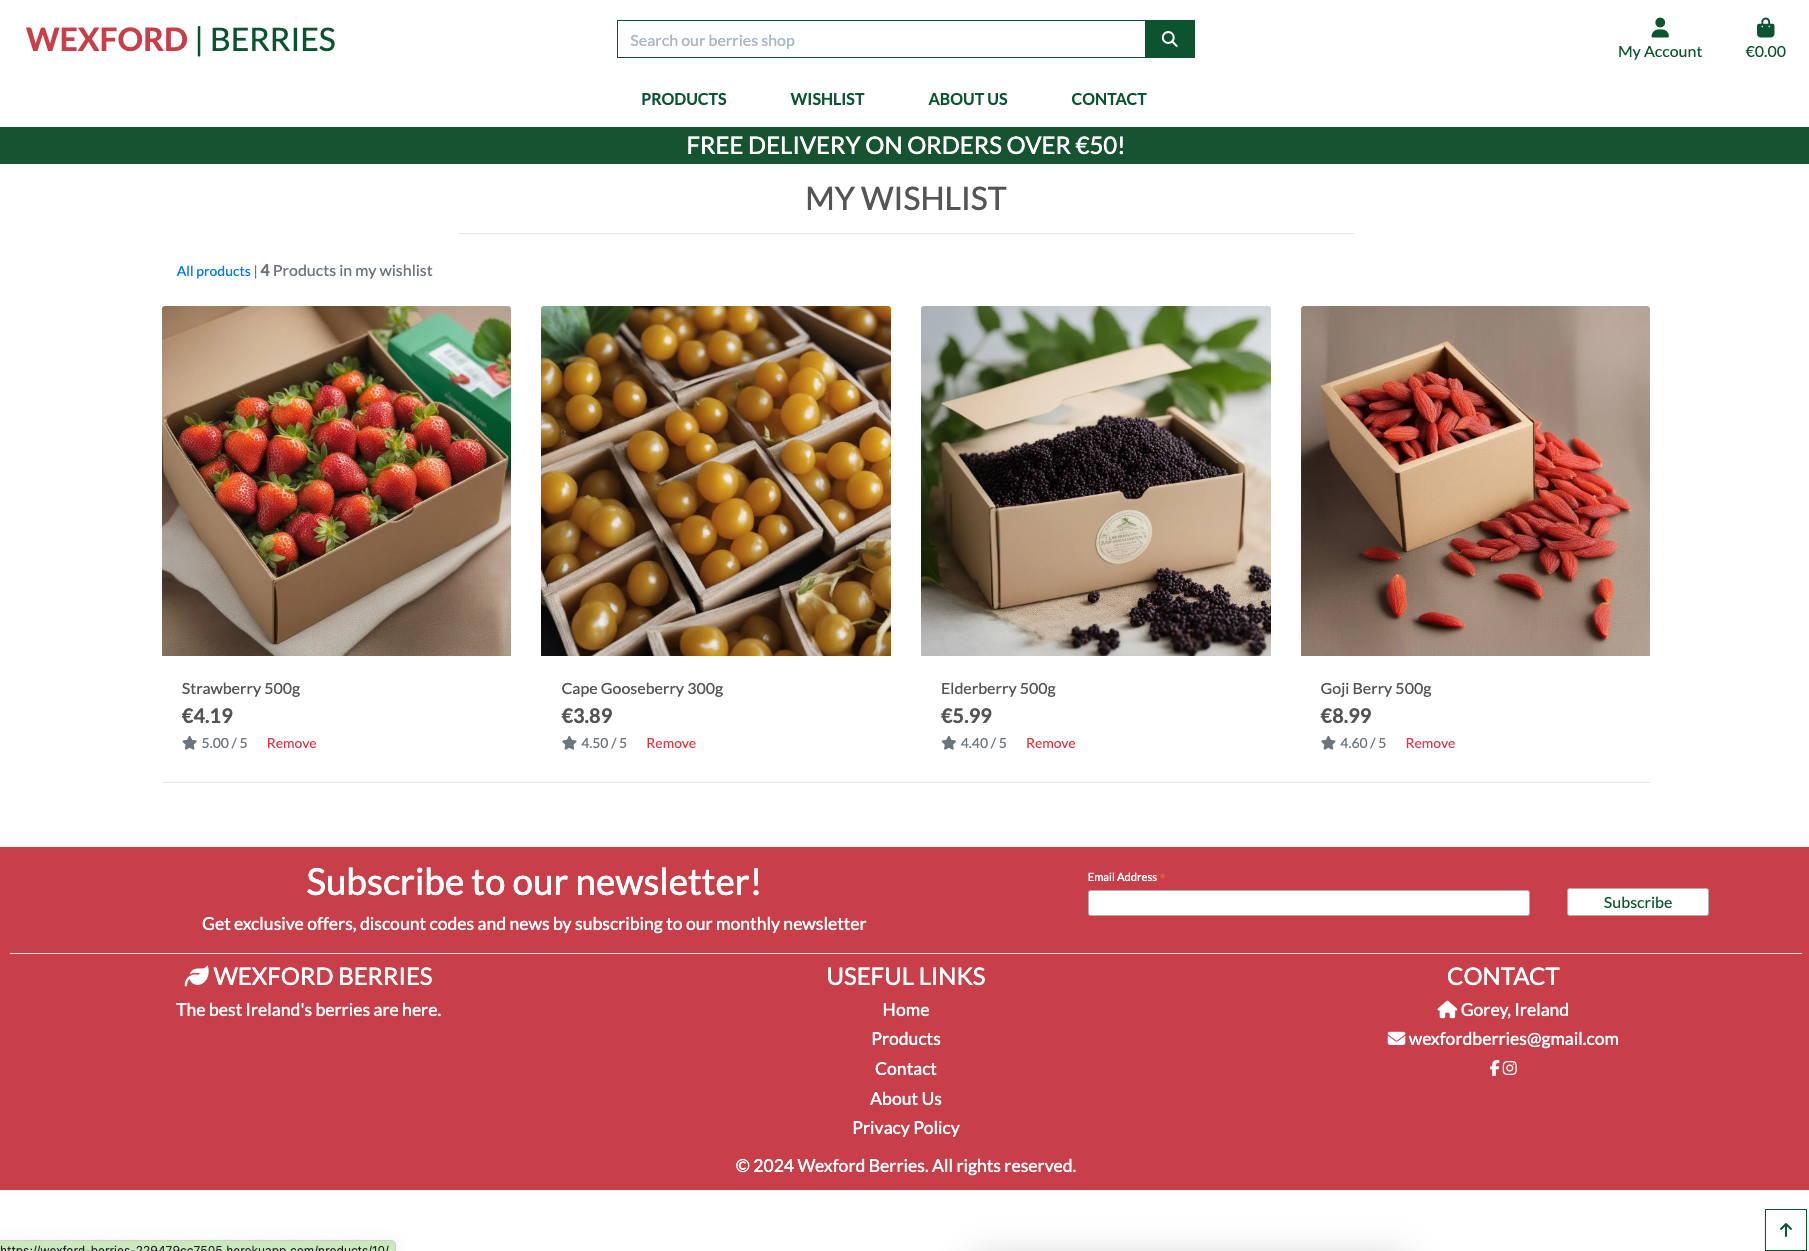 WEXFORD | BERRIES
Search our berries shop
My Account
€0.00
PRODUCTS WISHLIST ABOUT US CONTACT
FREE DELIVERY ON ORDERS OVER €50!
MY WISHLIST
All products | 4 Products in my wishlist
Strawberry 500g
€4.19
5.00 / 5 Remove
Cape Gooseberry 300g
€3.89
4.50 / 5 Remove
Elderberry 500g
€5.99
4.40 / 5 Remove
Goji Berry 500g
€8.99
4.60 / 5 Remove
Subscribe to our newsletter!
Get exclusive offers, discount codes and news by subscribing to our monthly newsletter
Email Address *
Subscribe
WEXFORD BERRIES
The best Ireland's berries are here.
USEFUL LINKS
Home
Products
Contact
About Us
Privacy Policy
CONTACT
Gorey, Ireland
wexfordberries@gmail.com
© 2024 Wexford Berries. All rights reserved.
https://wexford-berries-229479cc7505.herokuapp.com/products/10/